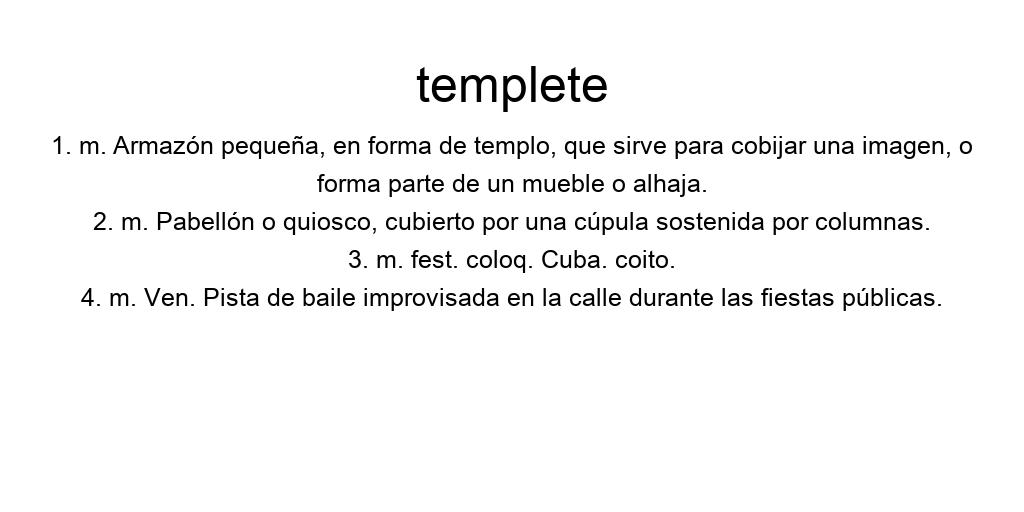 templete
1. m. Armazón pequeña, en forma de templo, que sirve para cobijar una imagen, o
forma parte de un mueble o alhaja.
2. m. Pabellón o quiosco, cubierto por una cúpula sostenida por columnas.
3. m. fest. coloq. Cuba. coito.
4. m. Ven. Pista de baile improvisada en la calle durante las fiestas públicas.